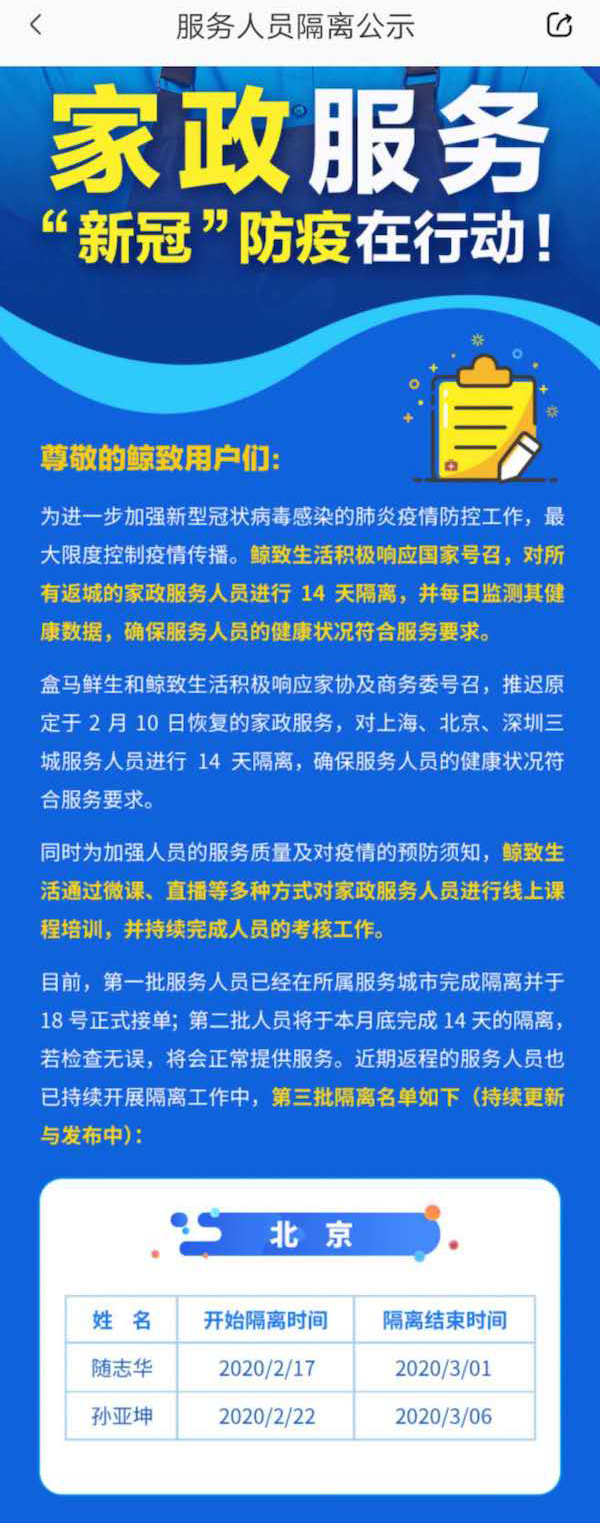 服务人员隔离公示
家政服务
“新冠”防疫在行动！
尊敬的鲸致用户们：
为进一步加强新型冠状病毒感染的肺炎疫情防控工作，最
大限度控制疫情传播。鲸致生活积极响应国家号召，对所
有返城的家政服务人员进行 14 天隔离，并每日监测其健
康数据，确保服务人员的健康状况符合服务要求。
盒马鲜生和鲸致生活积极响应家协及商务委号召，推迟原
定于 2 月 10 日恢复的家政服务，对上海、北京、深圳三
城服务人员进行 14 天隔离，确保服务人员的健康状况符
合服务要求。
同时为加强人员的服务质量及对疫情的预防须知，鲸致生
活通过微课、直播等多种方式对家政服务人员进行线上课
程培训，并持续完成人员的考核工作。
目前，第一批服务人员已经在所属服务城市完成隔离并于
18 号正式接单；第二批人员将于本月底完成 14 天的隔离，
若检查无误，将会正常提供服务。近期返程的服务人员也
已持续开展隔离工作中，第三批隔离名单如下（持续更新
与发布中）：
北 京
姓 名 开始隔离时间 隔离结束时间
随志华 2020/2/17 2020/3/01
孙亚坤 2020/2/22 2020/3/06